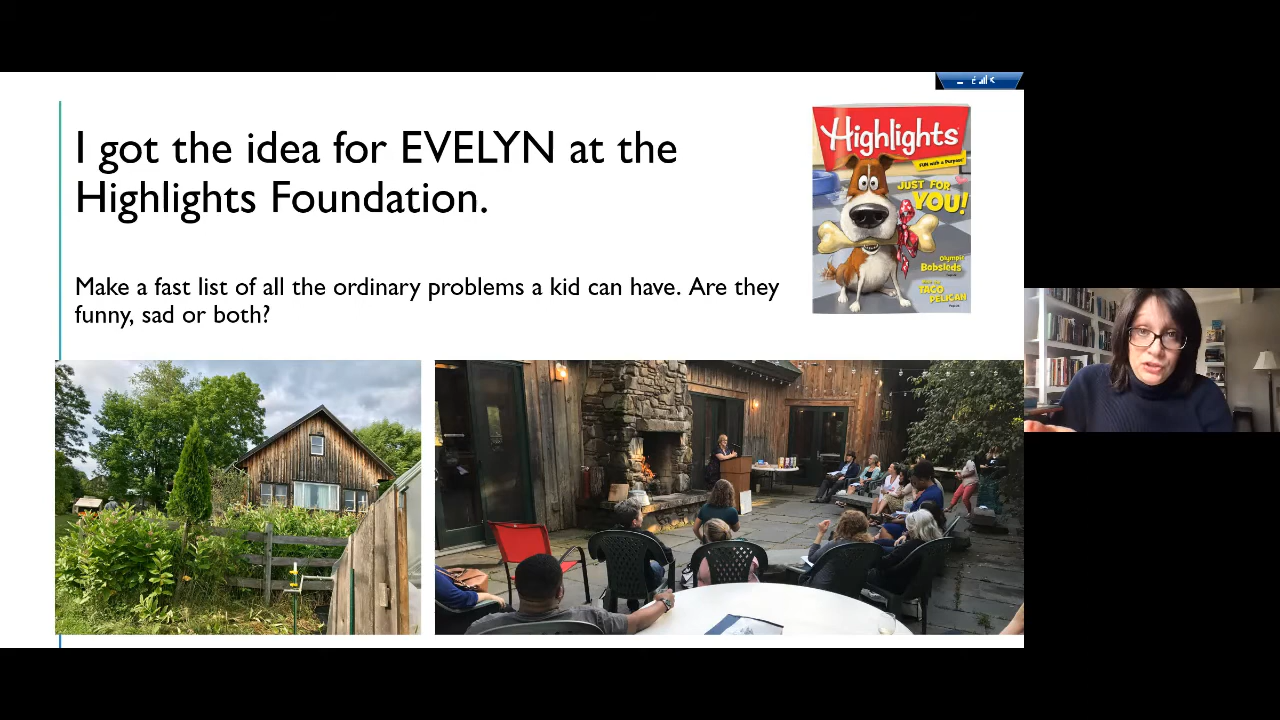 I got the idea for EVELYN at the
Highlights Foundation.
Make a fast list of all the ordinary problems a kid can have. Are they
funny, sad or both?
Highlights
FUN with a Purpose
JUST FOR
YOU!
Olympic
Bobsleds
TACO
PELICAN